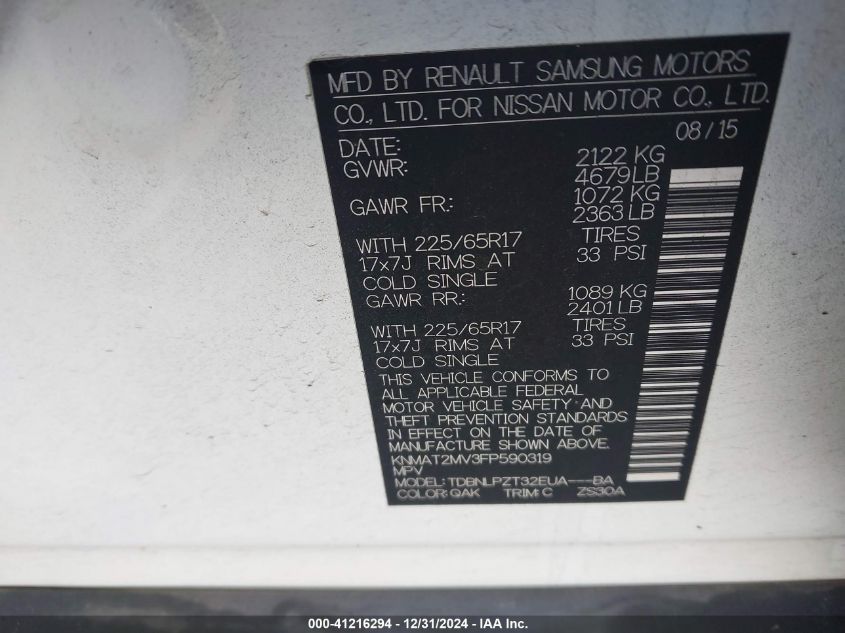 MFD BY RENAULT SAMSUNG MOTORS
CO., LTD. FOR NISSAN MOTOR CO., LTD.
DATE: 08/15
GVWR: 2122 KG
4679 LB
GAWR FR.: 1072 KG
2363 LB
WITH 225/65R17 TIRES
17x7J RIMS AT 33 PSI
COLD SINGLE
GAWR RR.: 1089 KG
2401 LB
WITH 225/65R17 TIRES
17x7J RIMS AT 33 PSI
COLD SINGLE
THIS VEHICLE CONFORMS TO
ALL APPLICABLE FEDERAL
MOTOR VEHICLE SAFETY AND
THEFT PREVENTION STANDARDS
IN EFFECT ON THE DATE OF
MANUFACTURE SHOWN ABOVE.
KNMAT2MV3FP590319
MPV
MODEL: TDBNLPZT32EUA---BA
COLOR: QAK TRIM: C ZS30A
000-41216294 - 12/31/2024 - IAA Inc.